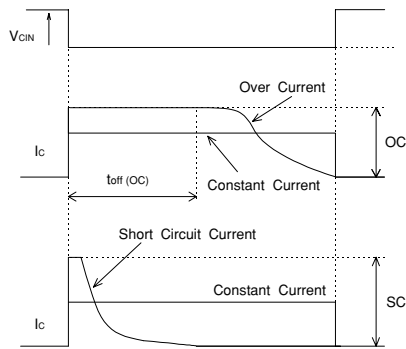 VCIN
Over Current
IC
OC
toff (OC)
Constant Current
Short Circuit Current
Constant Current
SC
IC